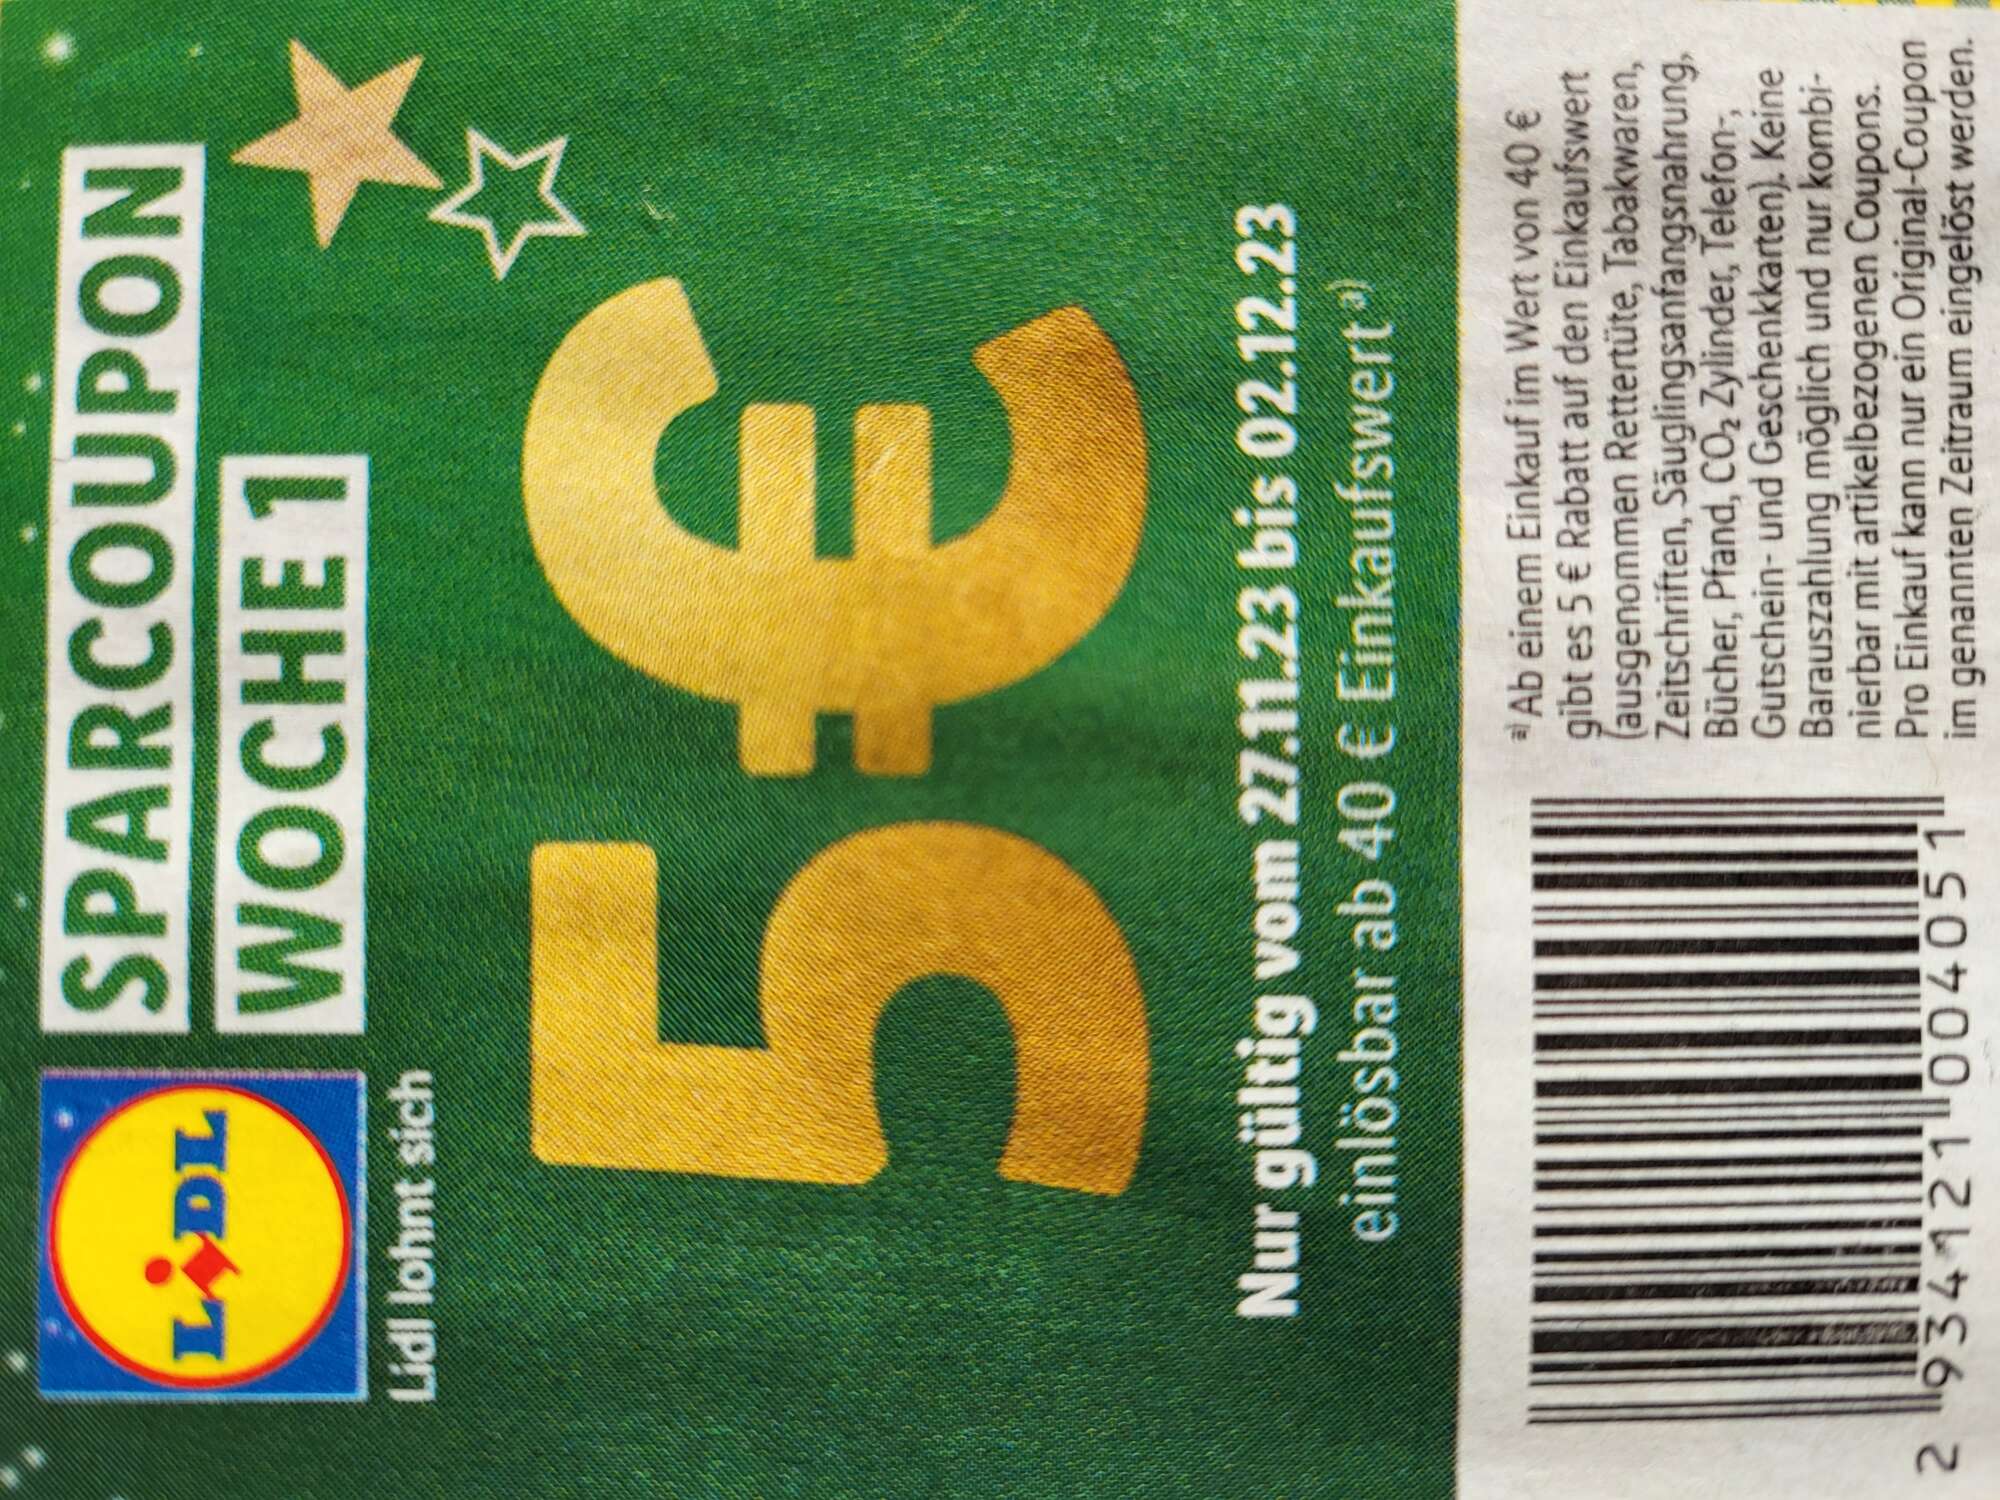 LIDL
SPARCOUPON
WOCHE 1
Lidl lohnt sich
5 €
Nur gültig vom 27.11.23 bis 02.12.23
einlösbar ab 40 € Einkaufswert a)
a) Ab einem Einkauf im Wert von 40 €
gibt es 5 € Rabatt auf den Einkaufswert
(ausgenommen Rettertüte, Tabakwaren,
Zeitschriften, Säuglingsanfangsnahrung,
Bücher, Pfand, CO₂ Zylinder, Telefon-,
Gutschein- und Geschenkkarten). Keine
Barauszahlung möglich und nur kombi-
nierbar mit artikelbezogenen Coupons.
Pro Einkauf kann nur ein Original-Coupon
im genannten Zeitraum eingelöst werden.
2 934121 004051